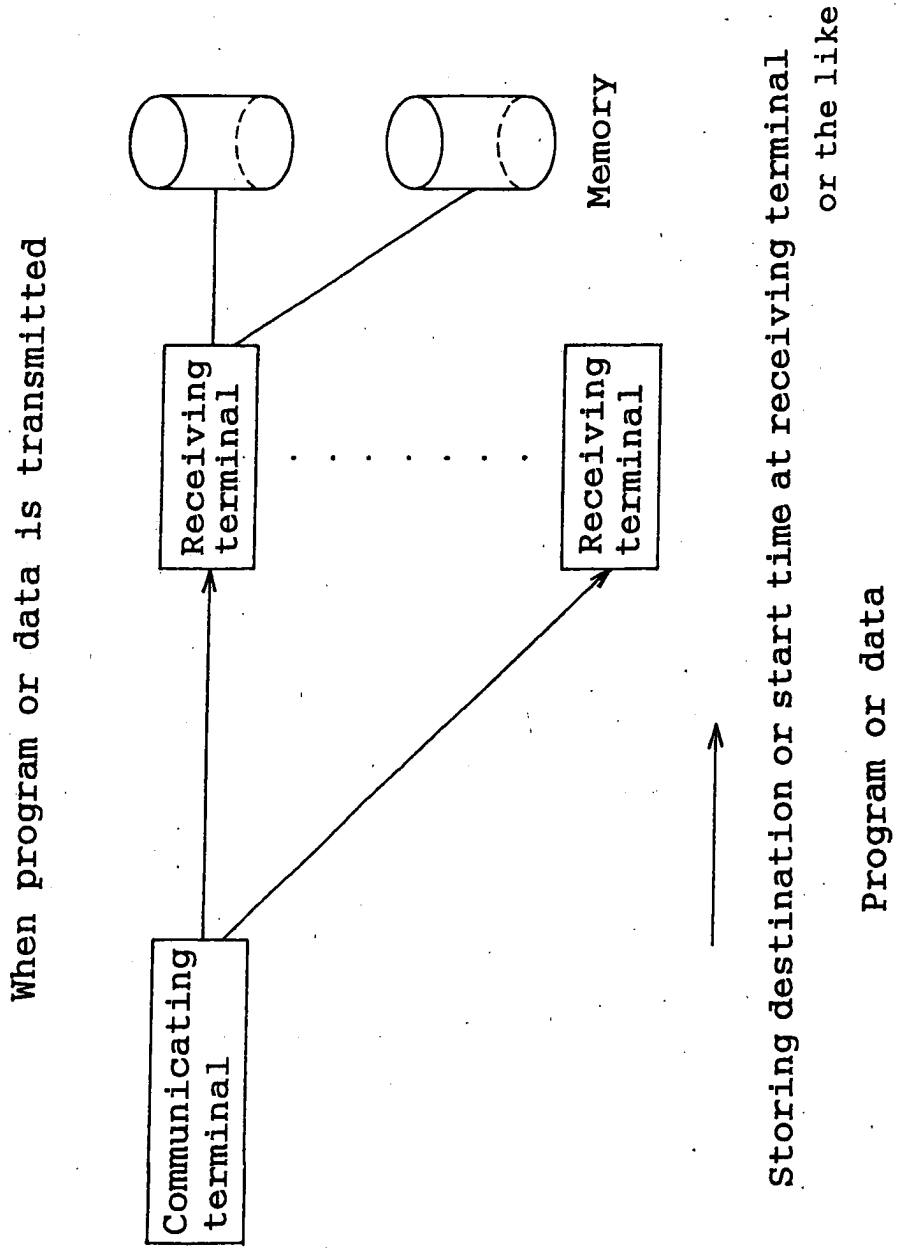 When program or data is transmitted
Communicating
terminal
Receiving
terminal
Receiving
terminal
Memory
Storing destination or start time at receiving terminal
or the like
Program or data